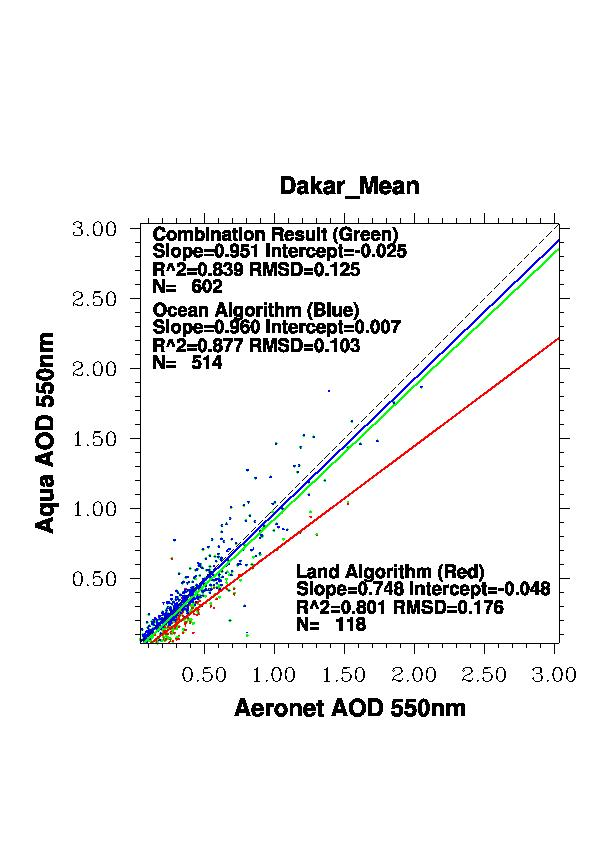 Dakar_Mean
Combination Result (Green)
Slope=0.951 Intercept=-0.025
R^2=0.839 RMSD=0.125
N= 602
Ocean Algorithm (Blue)
Slope=0.960 Intercept=0.007
R^2=0.877 RMSD=0.103
N= 514
Land Algorithm (Red)
Slope=0.748 Intercept=-0.048
R^2=0.801 RMSD=0.176
N= 118
3.00
2.50
2.00
1.50
1.00
0.50
Aqua AOD 550nm
0.50 1.00 1.50 2.00 2.50 3.00
Aeronet AOD 550nm